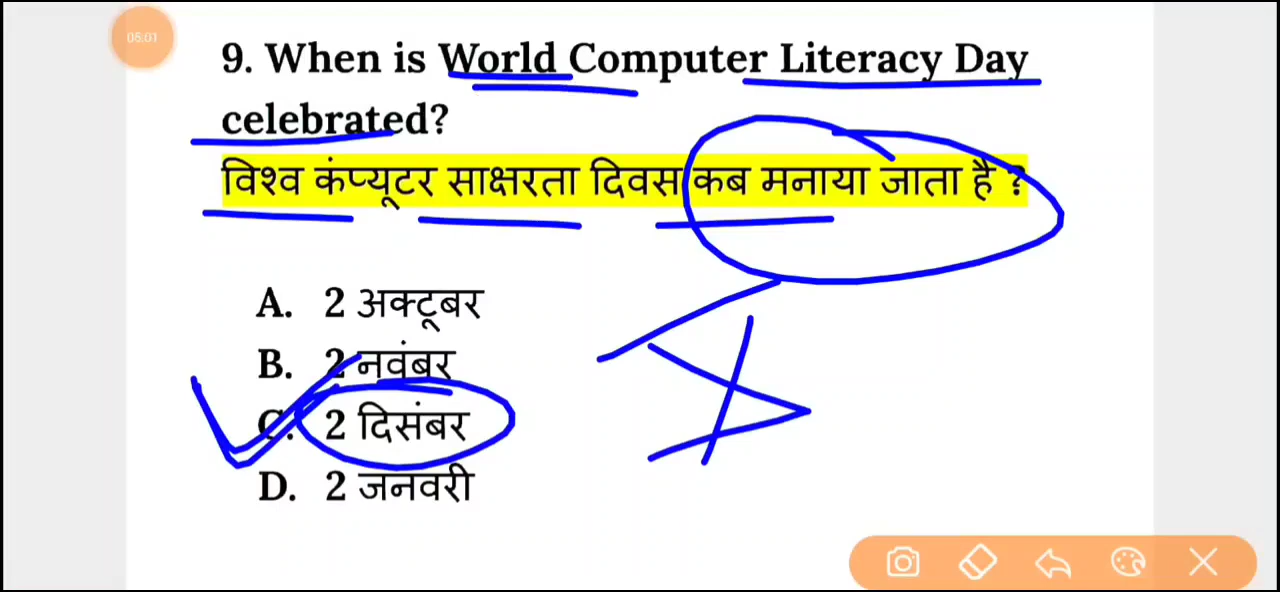 05:01
9. When is World Computer Literacy Day
celebrated?
विश्व कंप्यूटर साक्षरता दिवस कब मनाया जाता है ?
A. 2 अक्टूबर
B. 2 नवंबर
C. 2 दिसंबर
D. 2 जनवरी